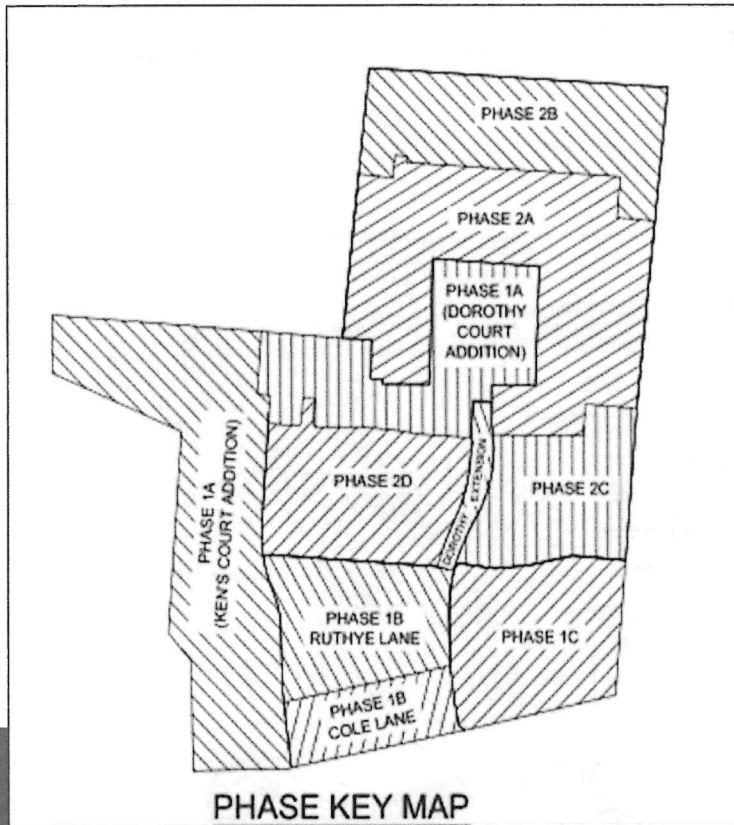 PHASE 2B
PHASE 2A
PHASE 1A
(DOROTHY
COURT
ADDITION)
PHASE 1A
(KEN'S COURT ADDITION)
PHASE 2D
DOROTHY EXTENSION
PHASE 2C
PHASE 1B
RUTHYE LANE
PHASE 1C
PHASE 1B
COLE LANE
PHASE KEY MAP